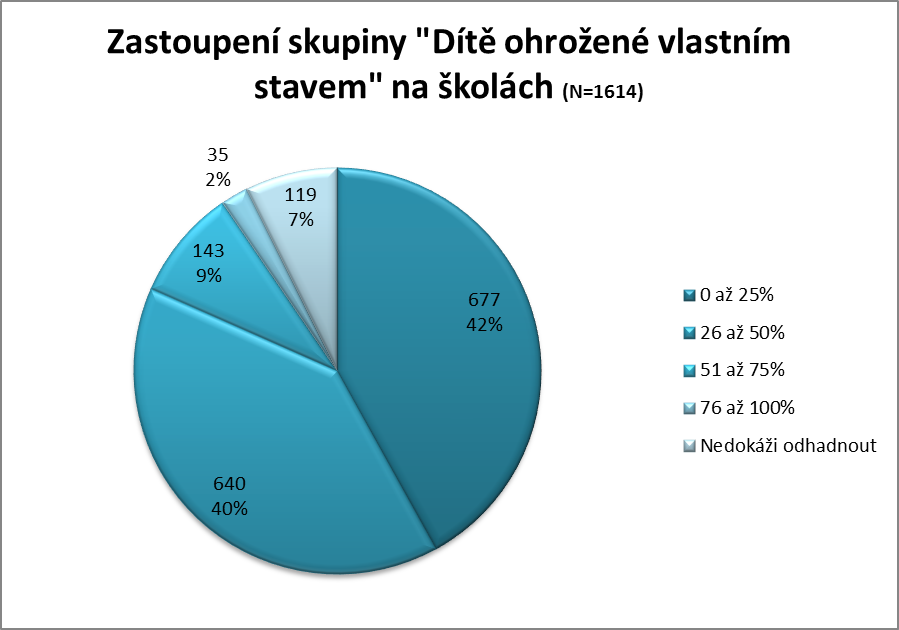 Zastoupení skupiny "Dítě ohrožené vlastním
stavem" na školách (N=1614)
35
2%
119
7%
143
9%
677
42%
640
40%
0 až 25%
26 až 50%
51 až 75%
76 až 100%
Nedokáži odhadnout